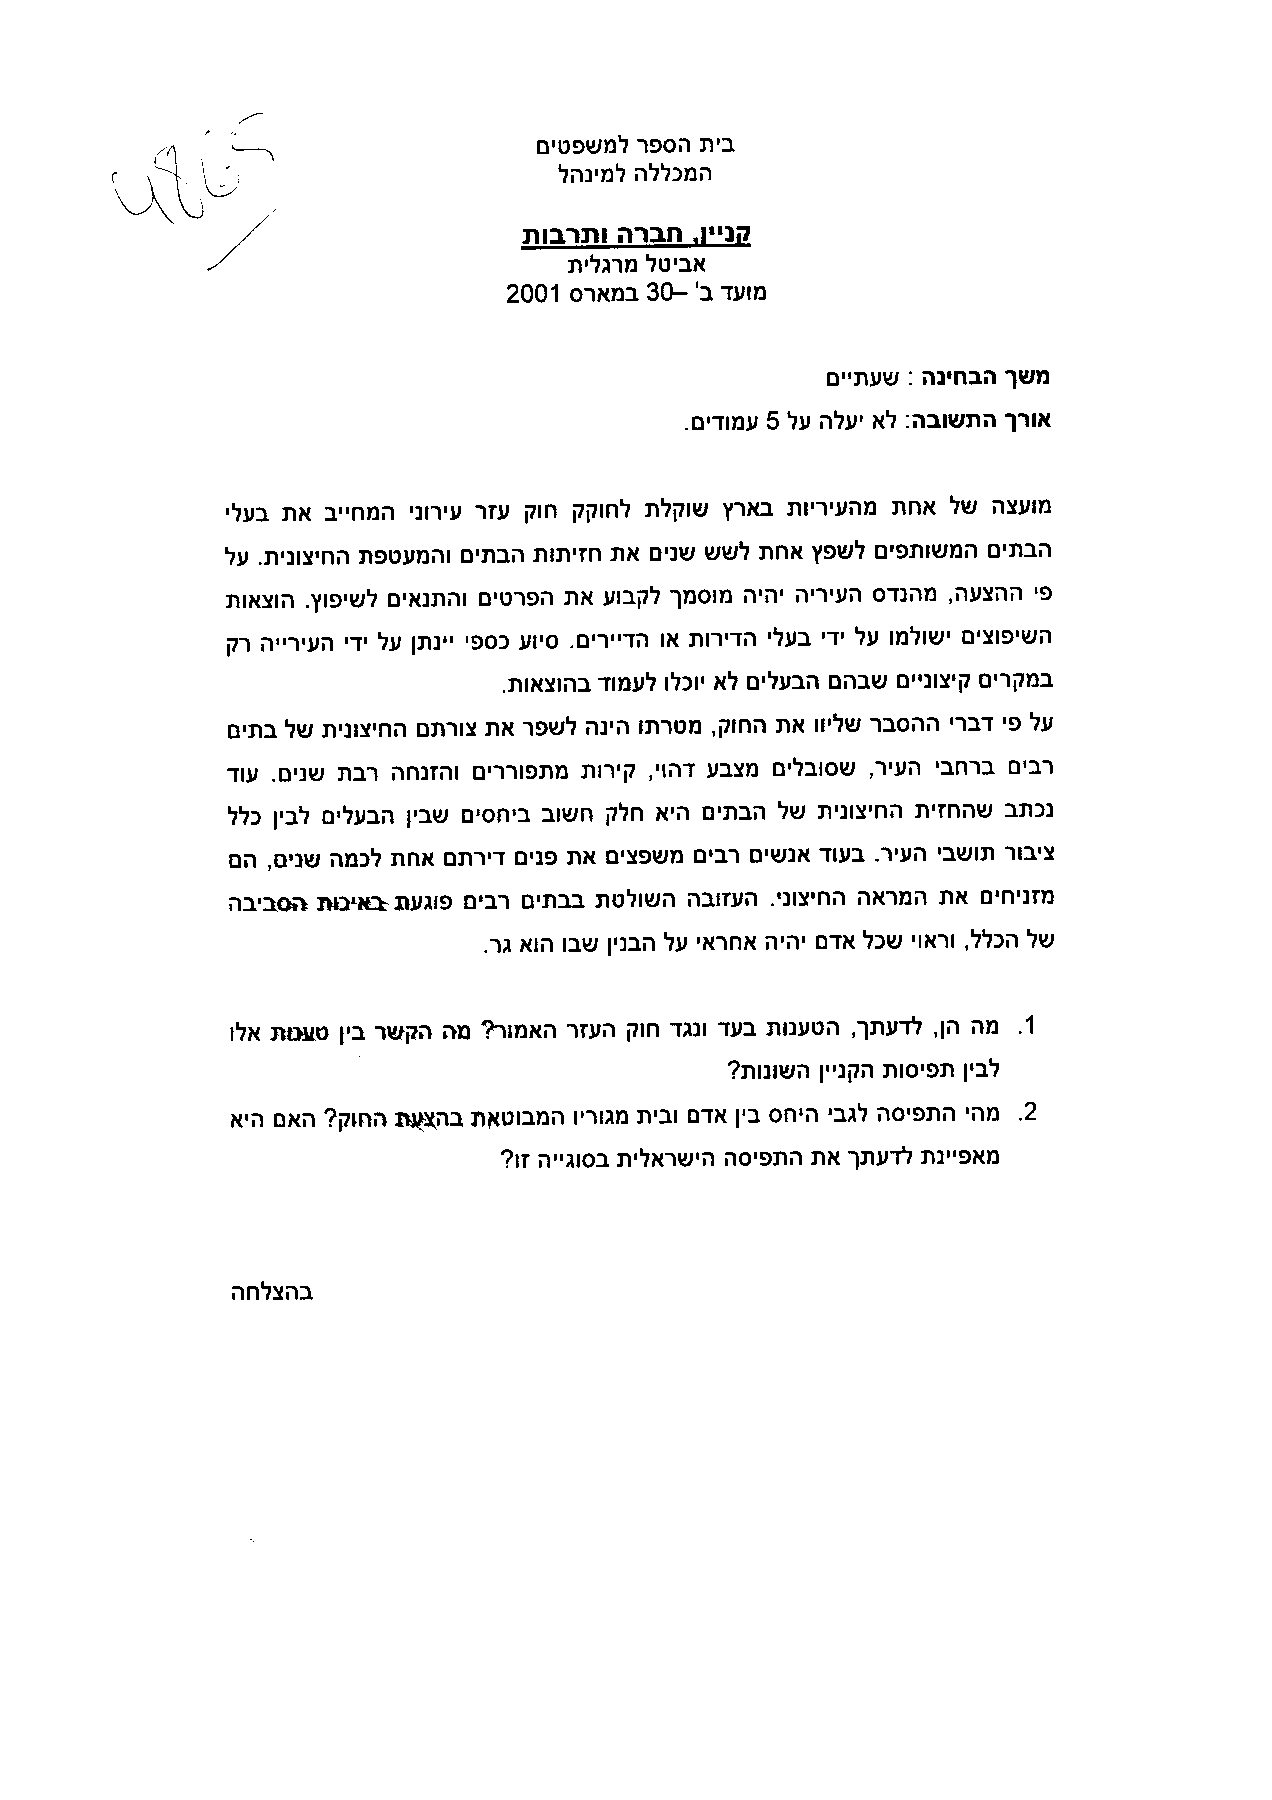 בית הספר למשפטים
המכללה למינהל
קניין, חברה ותרבות
אביטל מרגלית
מועד ב' –30 במארס 2001
משך הבחינה : שעתיים
אורך התשובה: לא יעלה על 5 עמודים.
מועצה של אחת מהעיריות בארץ שוקלת לחוקק חוק עזר עירוני המחייב את בעלי
הבתים המשותפים לשפץ אחת לשש שנים את חזיתות הבתים והמעטפת החיצונית. על
פי ההצעה, מהנדס העיריה יהיה מוסמך לקבוע את הפרטים והתנאים לשיפוץ. הוצאות
השיפוצים ישולמו על ידי בעלי הדירות או הדיירים. סיוע כספי יינתן על ידי העירייה רק
במקרים קיצוניים שבהם הבעלים לא יוכלו לעמוד בהוצאות.
על פי דברי ההסבר שליוו את החוק, מטרתו הינה לשפר את צורתם החיצונית של בתים
רבים ברחבי העיר, שסובלים מצבע דהוי, קירות מתפוררים והזנחה רבת שנים. עוד
נכתב שהחזית החיצונית של הבתים היא חלק חשוב ביחסים שבין הבעלים לבין כלל
ציבור תושבי העיר. בעוד אנשים רבים משפצים את פנים דירתם אחת לכמה שנים, הם
מזניחים את המראה החיצוני. העזובה השולטת בבתים רבים פוגעת באיכות הסביבה
של הכלל, וראוי שכל אדם יהיה אחראי על הבנין שבו הוא גר.
1. מה הן, לדעתך, הטענות בעד ונגד חוק העזר האמור? מה הקשר בין טענות אלו
לבין תפיסות הקניין השונות?
2. מהי התפיסה לגבי היחס בין אדם ובית מגוריו המבוטאת בהצעת החוק? האם היא
מאפיינת לדעתך את התפיסה הישראלית בסוגייה זו?
בהצלחה